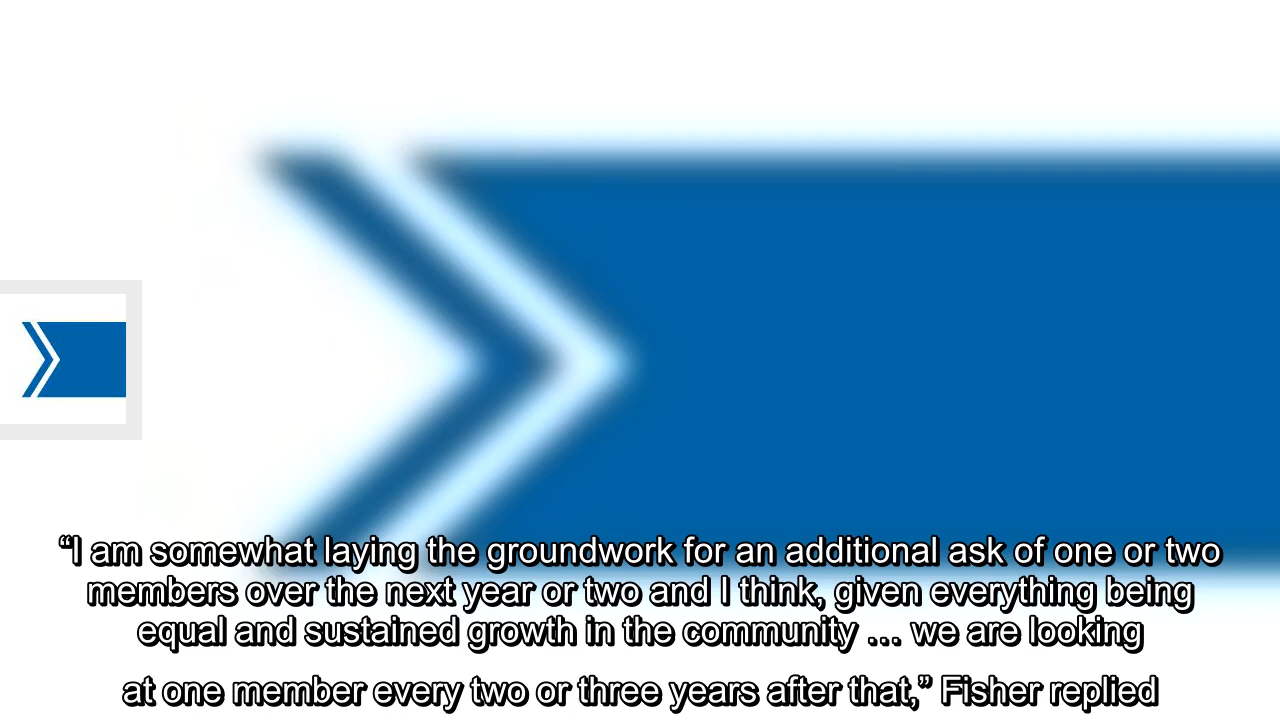 “I am somewhat laying the groundwork for an additional ask of one or two
members over the next year or two and I think, given everything being
equal and sustained growth in the community … we are looking
at one member every two or three years after that,” Fisher replied